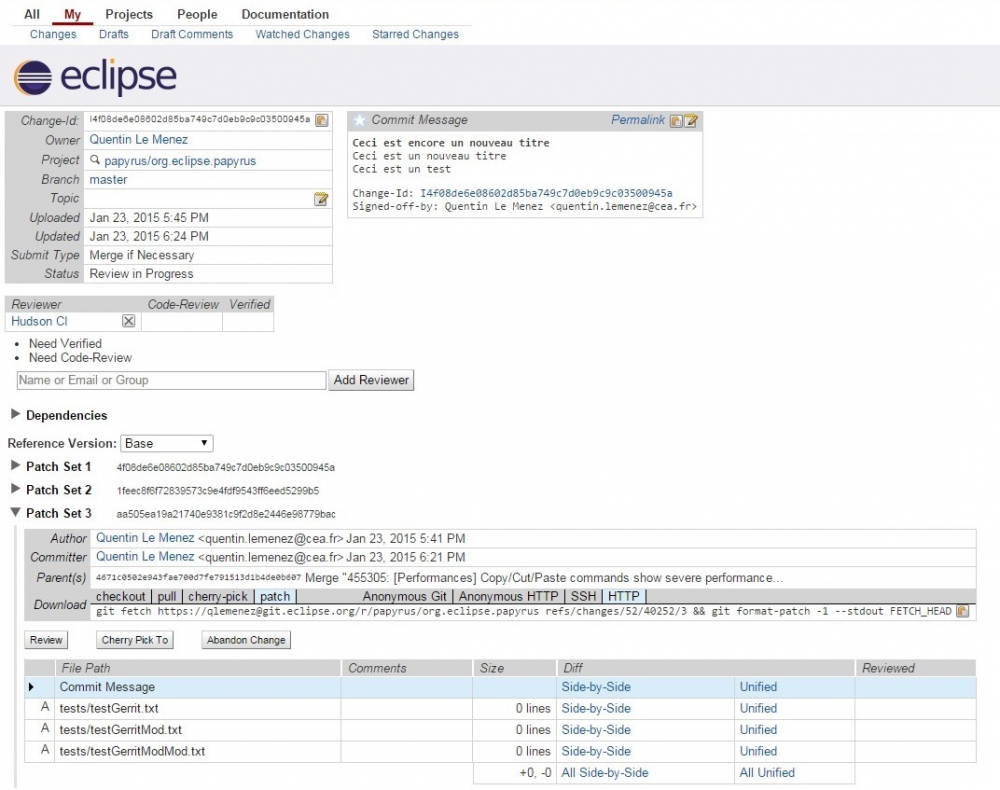 All My Projects People Documentation
Changes Drafts Draft Comments Watched Changes Starred Changes
eclipse
Change-Id: I4f08de6e08602d85ba749c7d0eb9c9c03500945a
Owner Quentin Le Menez
Project papyrus/org.eclipse.papyrus
Branch master
Topic
Uploaded Jan 23, 2015 5:45 PM
Updated Jan 23, 2015 6:24 PM
Submit Type Merge if Necessary
Status Review in Progress
Commit Message Permalink
Ceci est encore un nouveau titre
Ceci est un nouveau titre
Ceci est un test
Change-Id: I4f08de6e08602d85ba749c7d0eb9c9c03500945a
Signed-off-by: Quentin Le Menez <quentin.lemenez@cea.fr>
Reviewer Code-Review Verified
Hudson CI
Need Verified
Need Code-Review
Name or Email or Group Add Reviewer
Dependencies
Reference Version: Base
Patch Set 1 4f08de6e08602d85ba749c7d0eb9c9c03500945a
Patch Set 2 1feec8f6f72839573c9e4fdf9543ff6eed5299b5
Patch Set 3 aa505ea19a21740e9381c9f2d8e2446e98779bac
Author Quentin Le Menez <quentin.lemenez@cea.fr> Jan 23, 2015 5:41 PM
Committer Quentin Le Menez <quentin.lemenez@cea.fr> Jan 23, 2015 6:21 PM
Parent(s) 4671c0502e943fae700d7fe791513d1b4de0b607 Merge "455305: [Performances] Copy/Cut/Paste commands show severe performance...
Download checkout | pull | cherry-pick | patch | Anonymous Git | Anonymous HTTP | SSH | HTTP |
git fetch https://qlemenez@git.eclipse.org/r/papyrus/org.eclipse.papyrus refs/changes/52/40252/3 && git format-patch -1 --stdout FETCH_HEAD
Review Cherry Pick To Abandon Change
File Path Comments Size Diff Reviewed
Commit Message Side-by-Side Unified
A tests/testGerrit.txt 0 lines Side-by-Side Unified
A tests/testGerritMod.txt 0 lines Side-by-Side Unified
A tests/testGerritModMod.txt 0 lines Side-by-Side Unified
+0, -0 All Side-by-Side All Unified